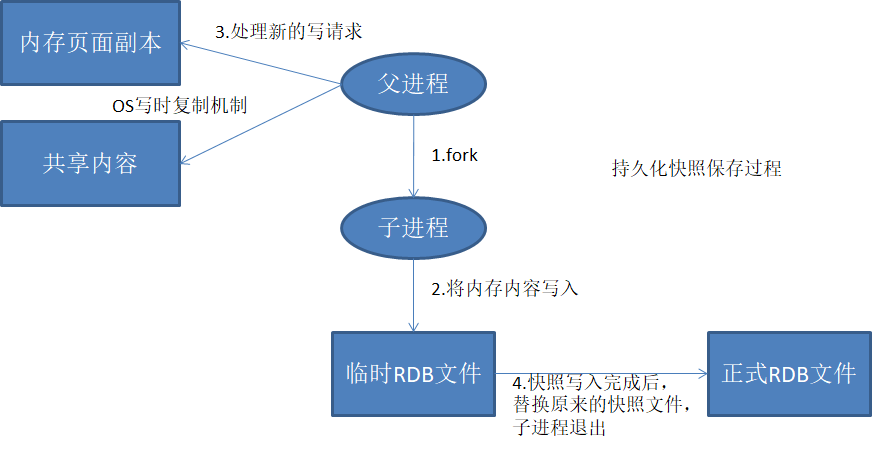 内存页面副本
3.处理新的写请求
父进程
OS写时复制机制
共享内容
1.fork
持久化快照保存过程
子进程
2.将内存内容写入
临时RDB文件
4.快照写入完成后，
替换原来的快照文件，
子进程退出
正式RDB文件